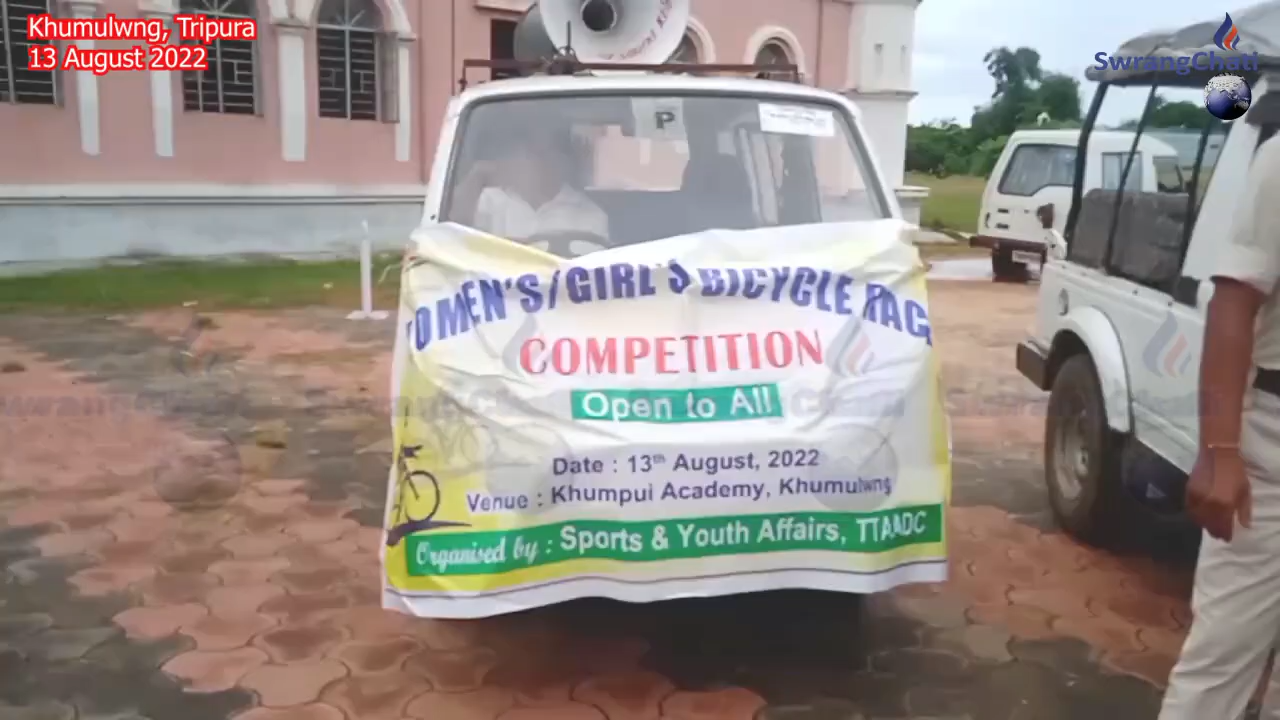 Khumulwng, Tripura
13 August 2022
SwrangChati
P
OMEN'S / GIRL'S BICYCLE RAC
COMPETITION
Open to All
Date : 13th August, 2022
Venue : Khumpui Academy, Khumulwng
Organised by : Sports & Youth Affairs, TTAADC